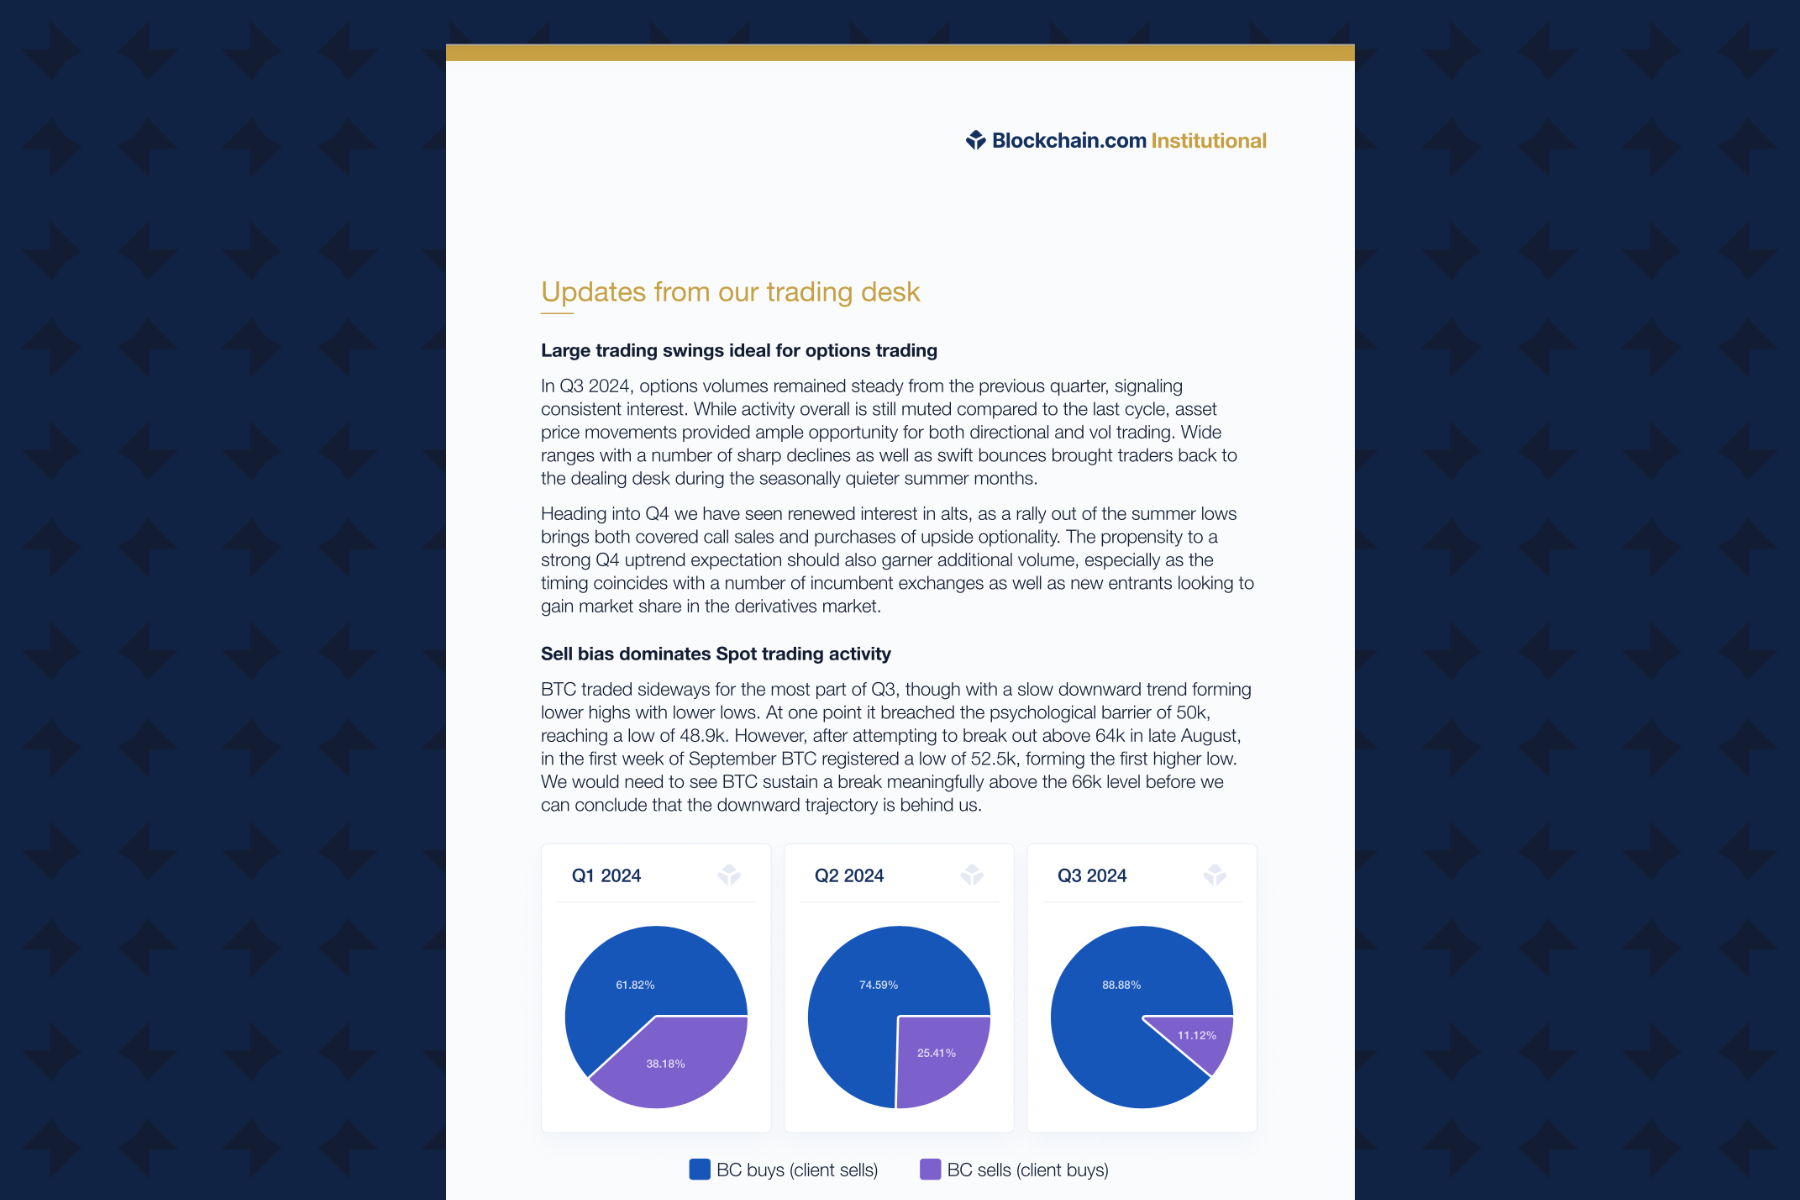 Blockchain.com Institutional
Updates from our trading desk
Large trading swings ideal for options trading
In Q3 2024, options volumes remained steady from the previous quarter, signaling
consistent interest. While activity overall is still muted compared to the last cycle, asset
price movements provided ample opportunity for both directional and vol trading. Wide
ranges with a number of sharp declines as well as swift bounces brought traders back to
the dealing desk during the seasonally quieter summer months.
Heading into Q4 we have seen renewed interest in alts, as a rally out of the summer lows
brings both covered call sales and purchases of upside optionality. The propensity to a
strong Q4 uptrend expectation should also garner additional volume, especially as the
timing coincides with a number of incumbent exchanges as well as new entrants looking to
gain market share in the derivatives market.
Sell bias dominates Spot trading activity
BTC traded sideways for the most part of Q3, though with a slow downward trend forming
lower highs with lower lows. At one point it breached the psychological barrier of 50k,
reaching a low of 48.9k. However, after attempting to break out above 64k in late August,
in the first week of September BTC registered a low of 52.5k, forming the first higher low.
We would need to see BTC sustain a break meaningfully above the 66k level before we
can conclude that the downward trajectory is behind us.
Q1 2024
61.82%
38.18%
Q2 2024
74.59%
25.41%
Q3 2024
88.88%
11.12%
BC buys (client sells)
BC sells (client buys)